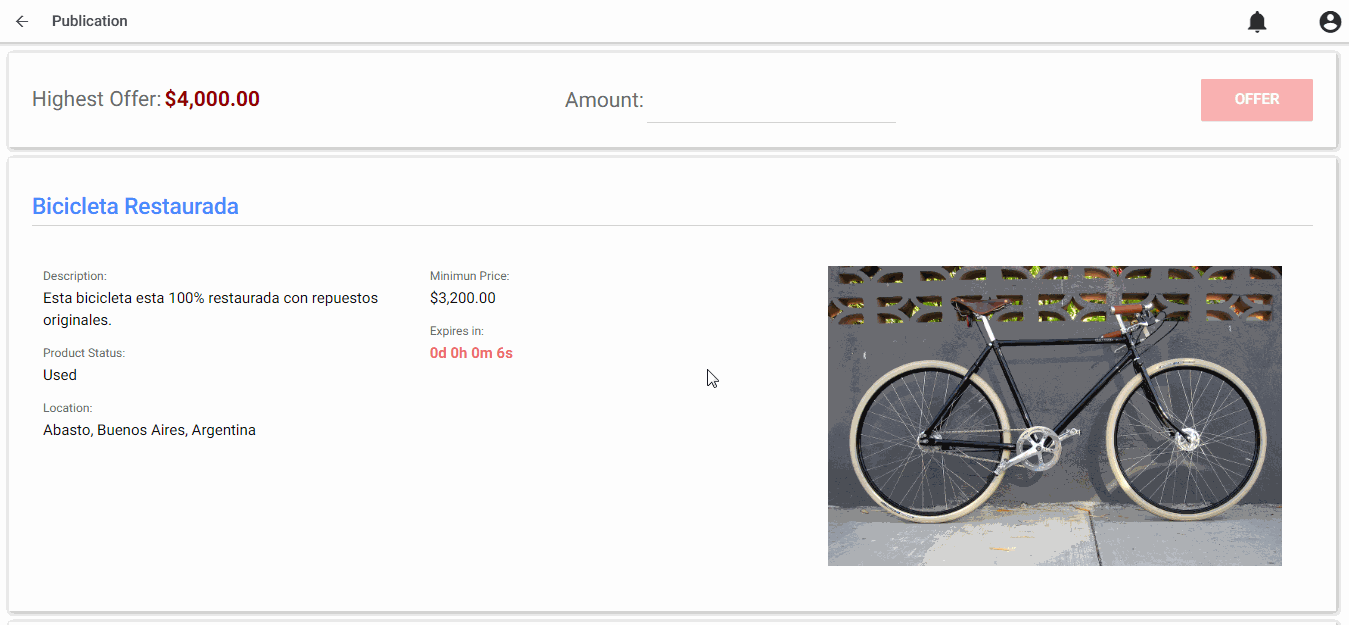 Publication
Highest Offer: $4,000.00
Amount:
OFFER
Bicicleta Restaurada
Description:
Esta bicicleta esta 100% restaurada con repuestos
originales.
Product Status:
Used
Location:
Abasto, Buenos Aires, Argentina
Minimun Price:
$3,200.00
Expires in:
0d 0h 0m 6s